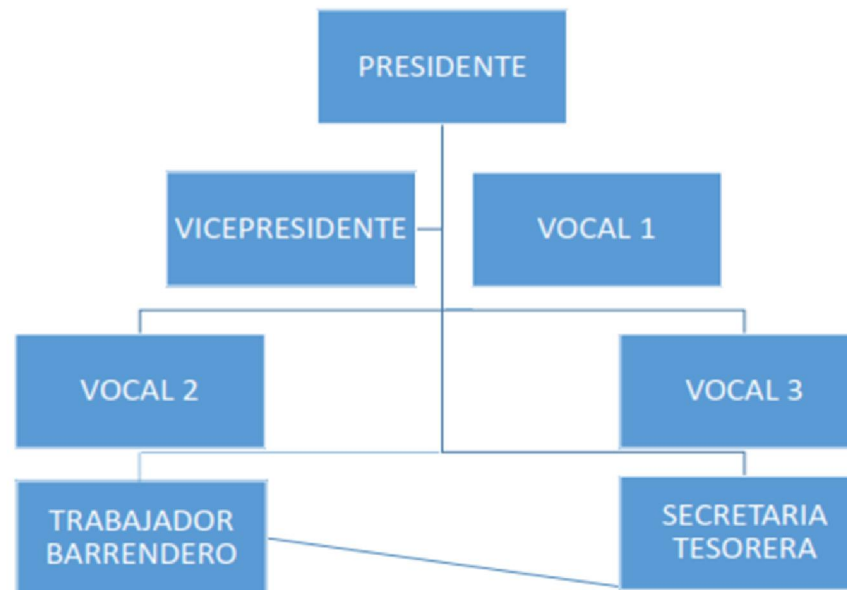 PRESIDENTE
VICEPRESIDENTE
VOCAL 1
VOCAL 2
VOCAL 3
TRABAJADOR
BARRENDERO
SECRETARIA
TESORERA